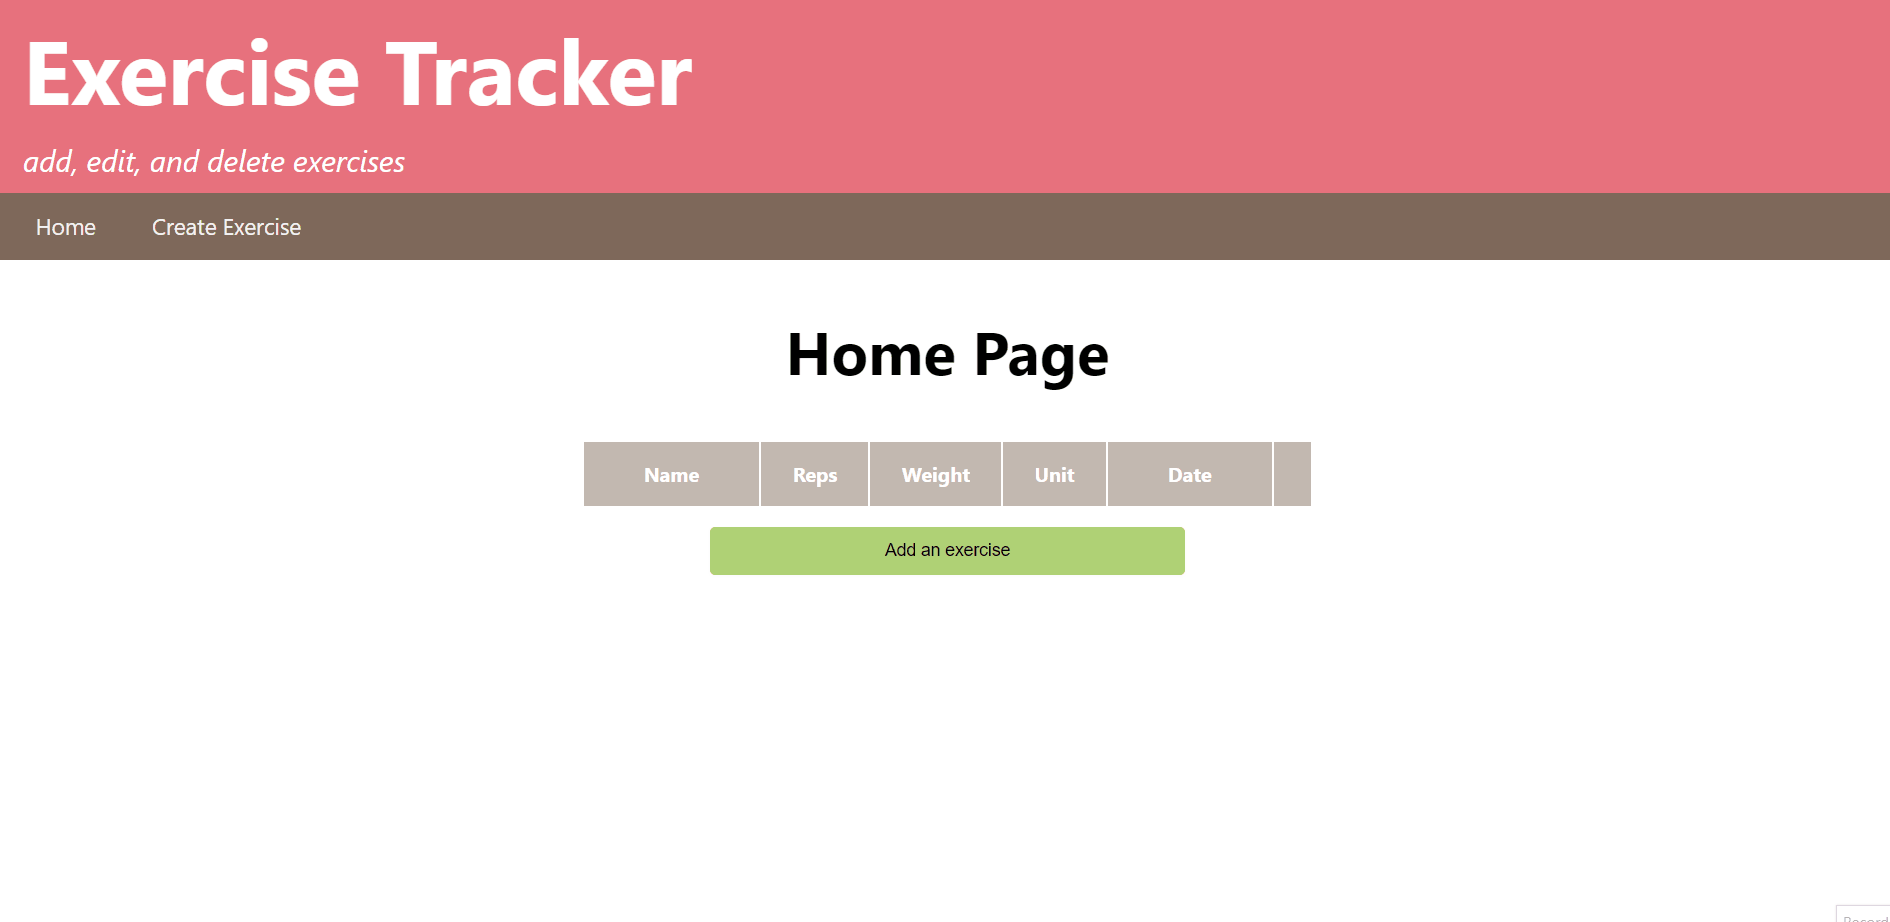 Exercise Tracker
add, edit, and delete exercises
Home Create Exercise
Home Page
Name Reps Weight Unit Date
Add an exercise